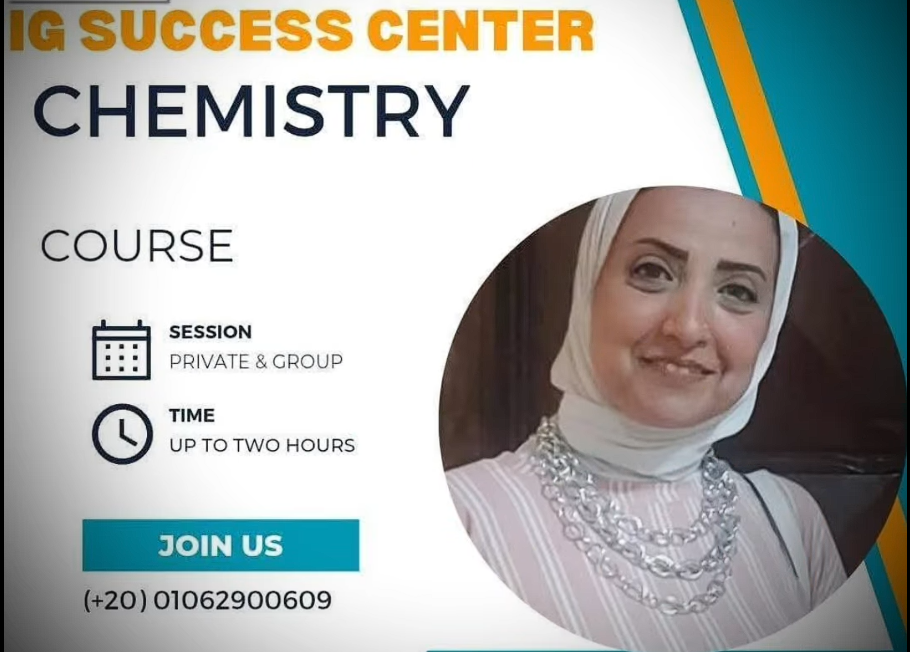 IG SUCCESS CENTER
CHEMISTRY
COURSE
SESSION
PRIVATE & GROUP
TIME
UP TO TWO HOURS
JOIN US
(+20) 01062900609